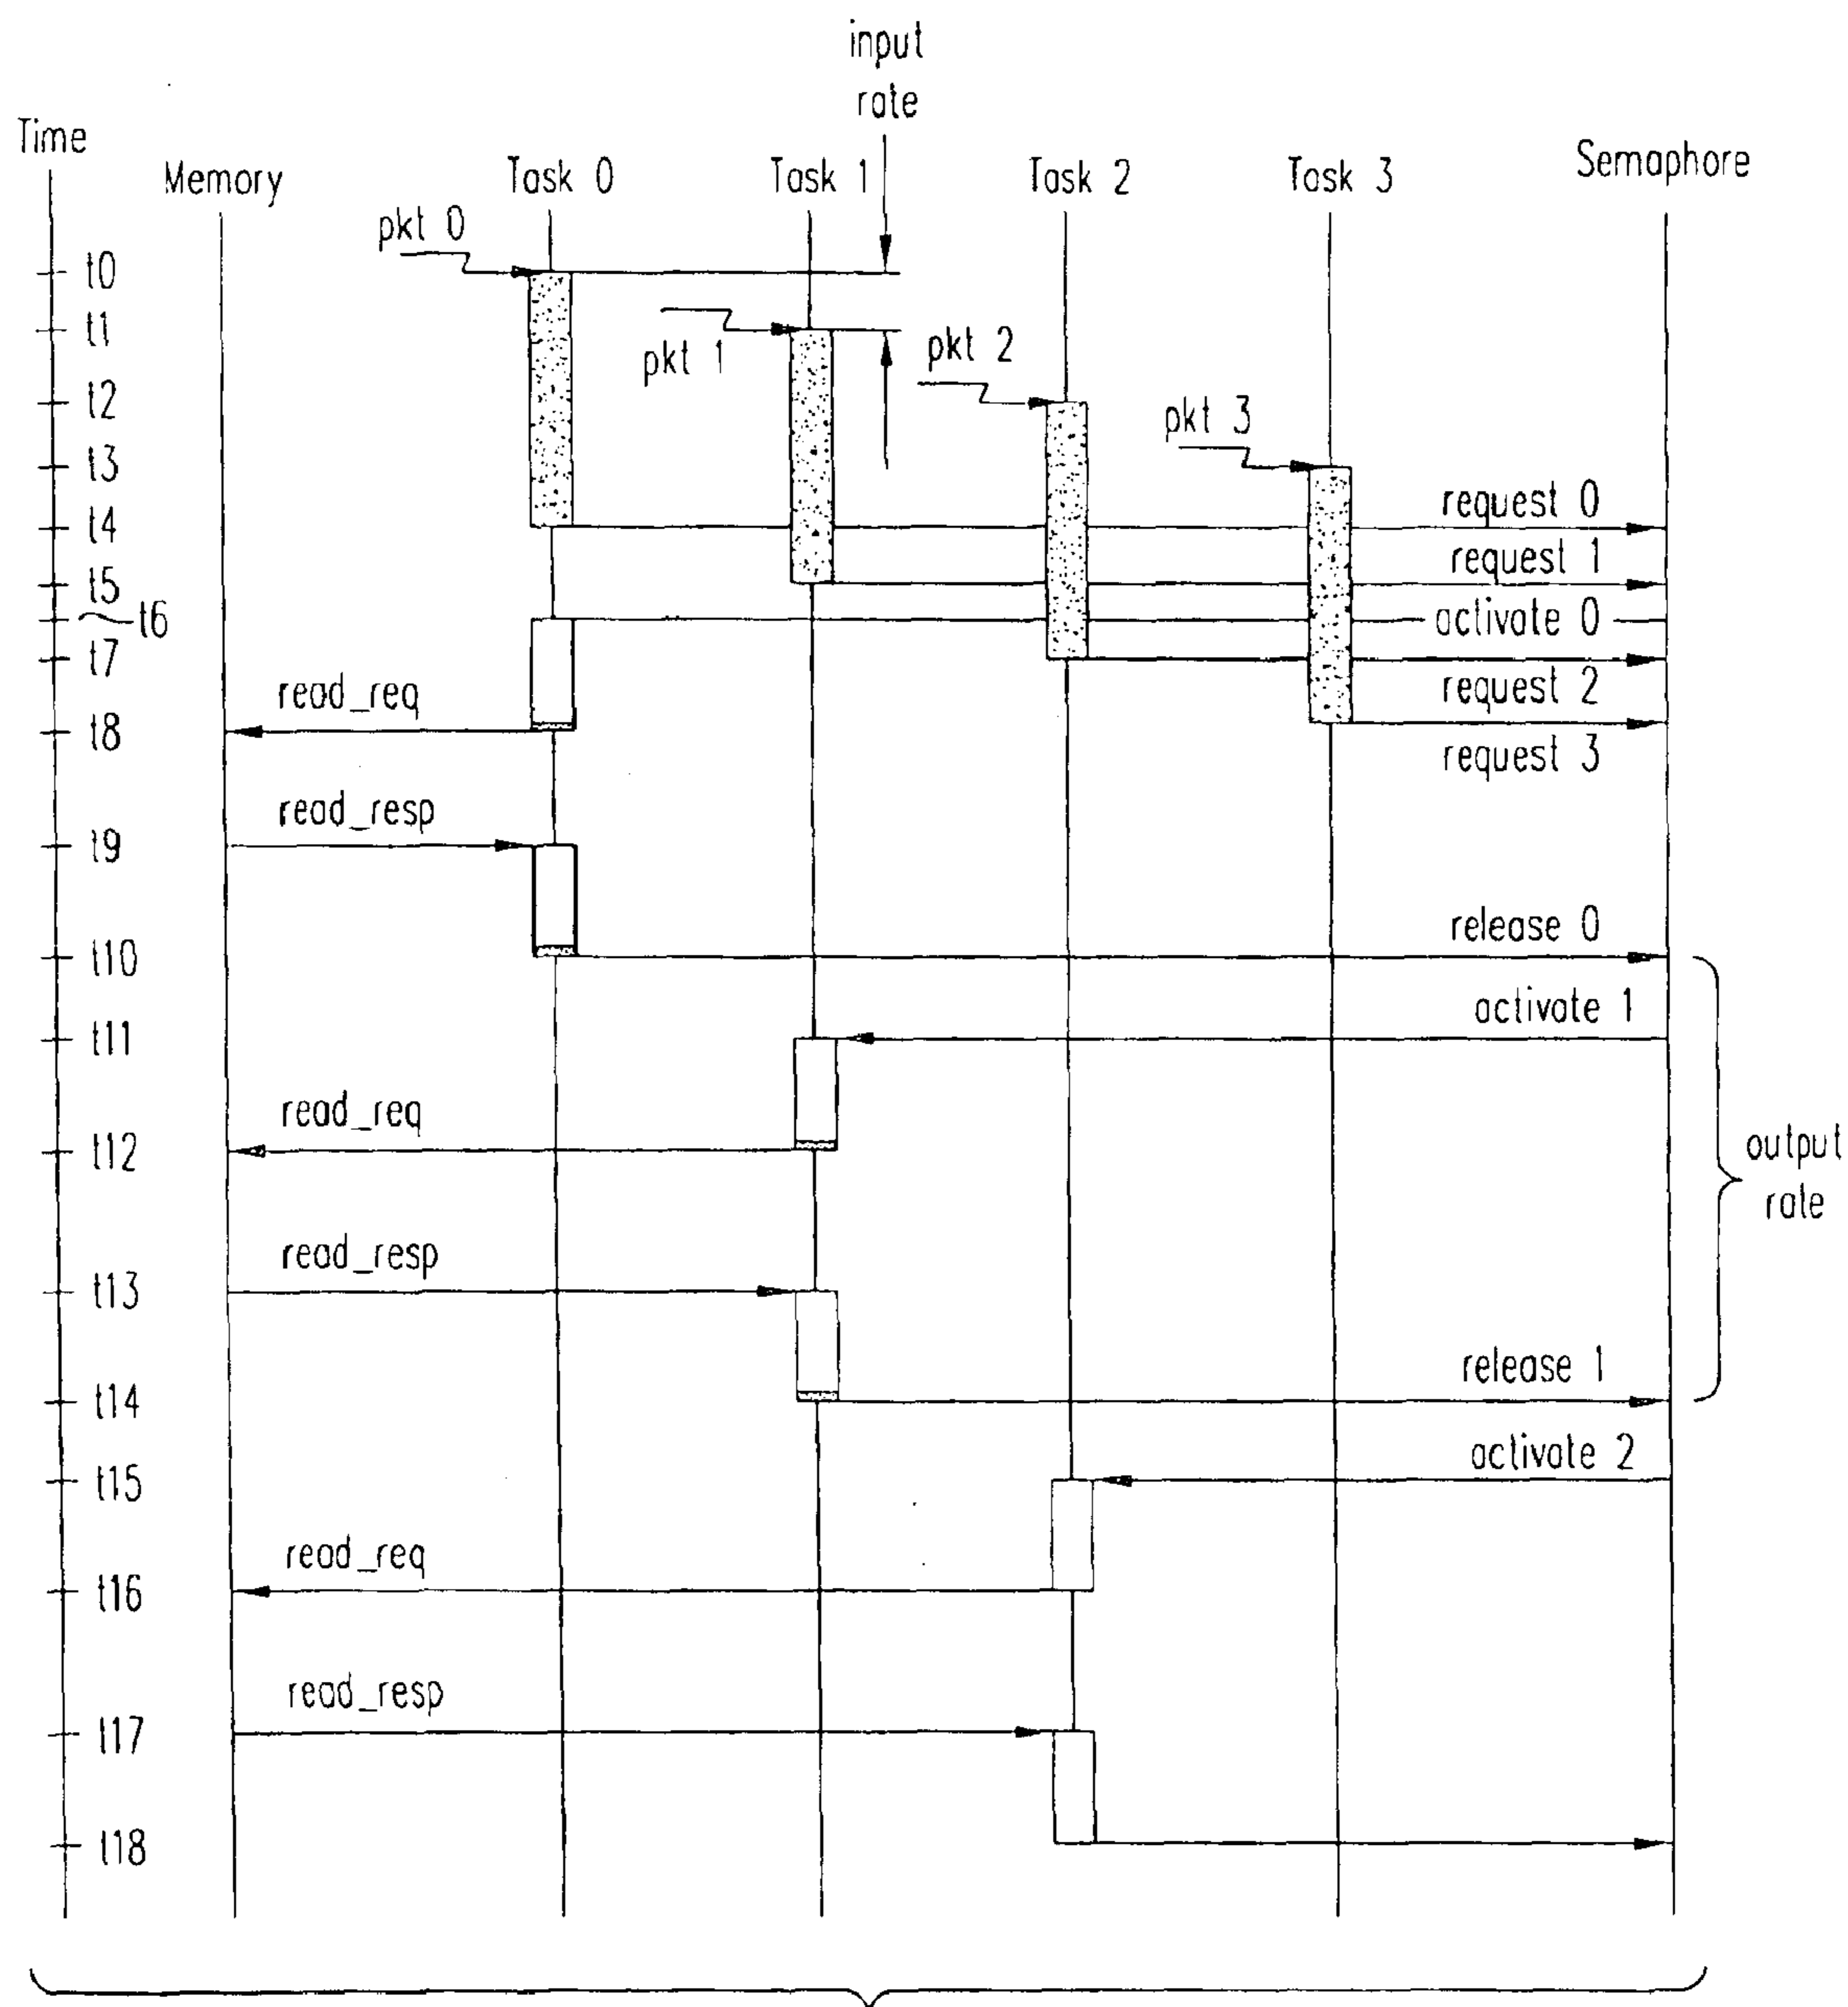 input
rate
Time
Memory
Task 0
Task 1
Task 2
Task 3
Semaphore
pkt 0
t0
t1
pkt 1
pkt 2
t2
pkt 3
t3
request 0
t4
request 1
t5
t6
activate 0
t7
read_req
request 2
t8
request 3
read_resp
t9
release 0
t10
activate 1
t11
read_req
t12
output
rate
read_resp
t13
release 1
t14
activate 2
t15
read_req
t16
read_resp
t17
t18